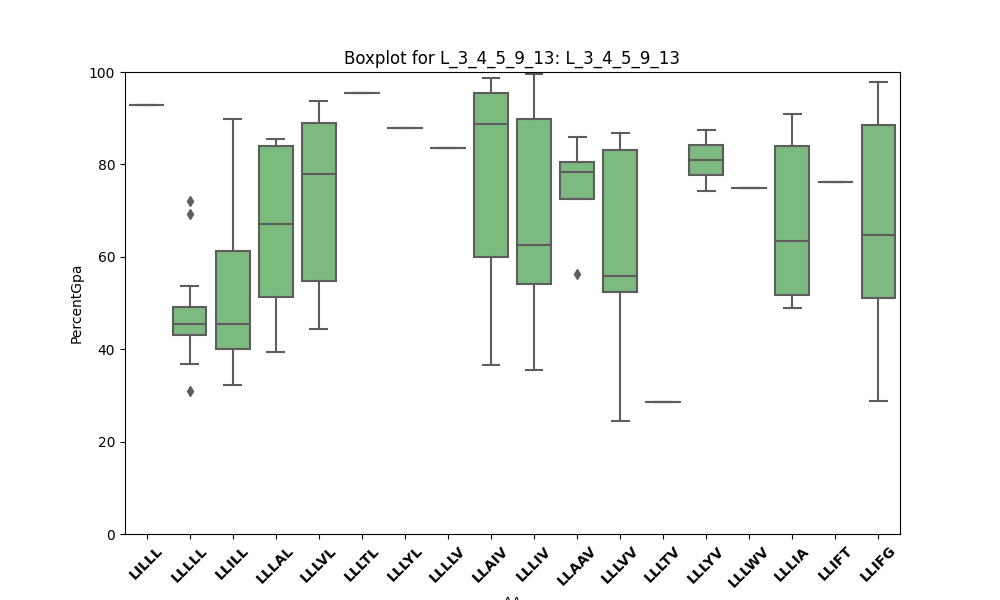 Boxplot for L_3_4_5_9_13: L_3_4_5_9_13
100
80
60
40
20
0
PercentGpa
LILLL LLLLL LLILL LLLAL LLLVL LLLTL LLLYL LLLLV LLAIV LLLIV LLAAV LLLVV LLLTV LLLYV LLLWV LLLIA LLIFT LLIFG
AA